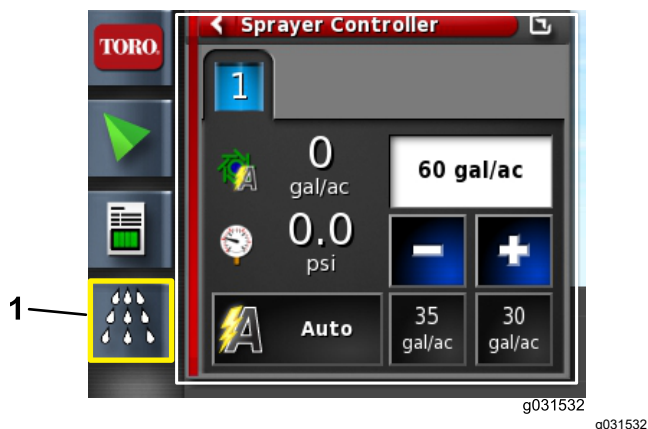 TORO.
Sprayer Controller
1
0
gal/ac
60 gal/ac
0.0
psi
A Auto
35
gal/ac
30
gal/ac
1
g031532
g031532